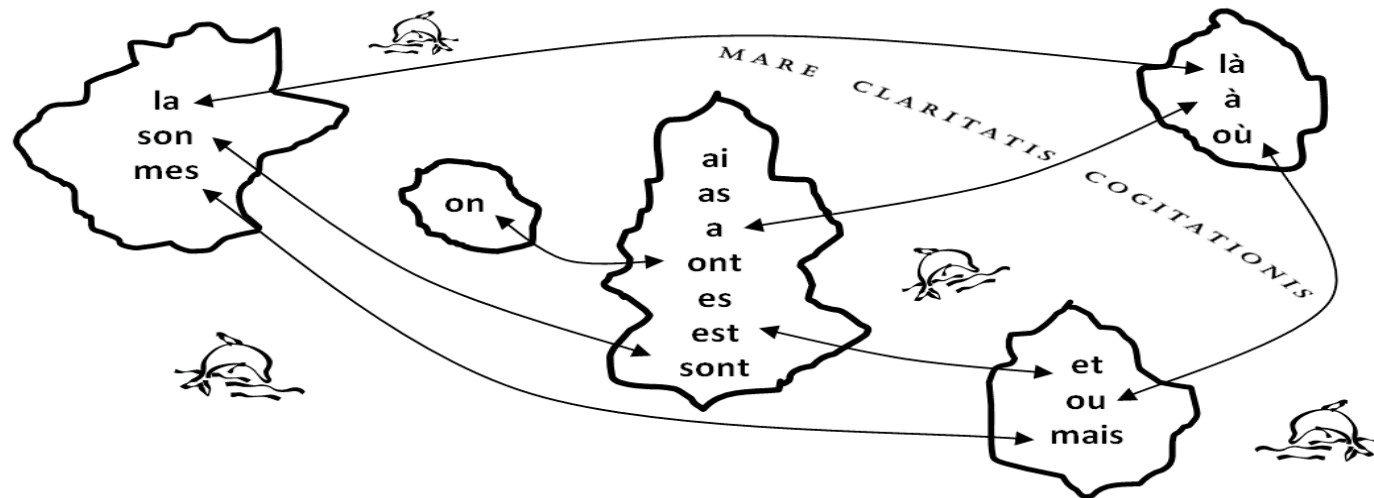 la
son
mes
on
ai
as
a
ont
es
est
sont
MARE CLARITATIS COGITATIONIS
là
à
où
et
ou
mais